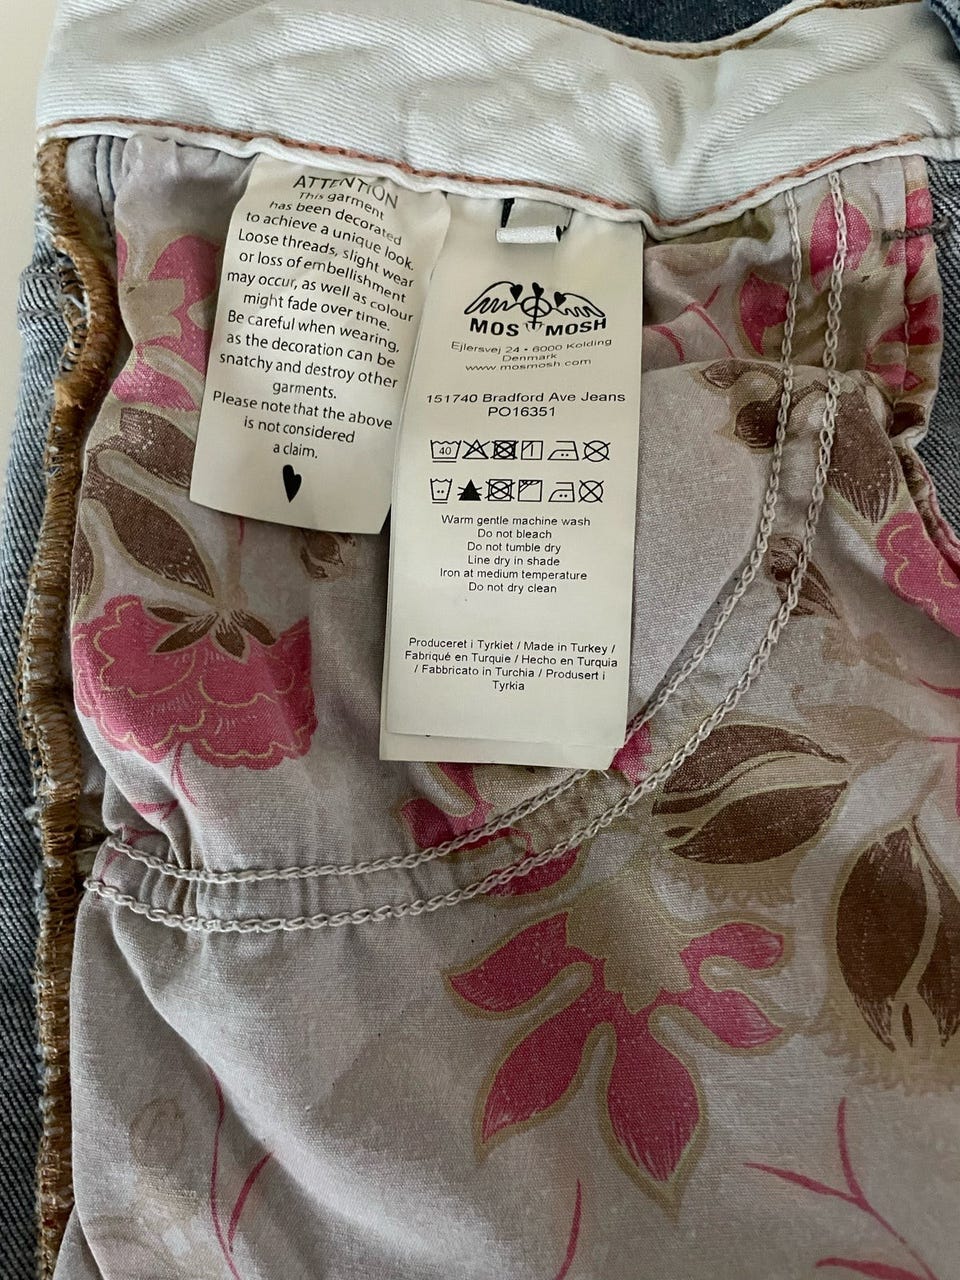 ATTENTION
This garment
has been decorated
to achieve a unique look.
Loose threads, slight wear
or loss of embellishment
may occur, as well as colour
might fade over time.
Be careful when wearing,
as the decoration can be
snatchy and destroy other
garments.
Please note that the above
is not considered
a claim.
MOS MOSH
Ejlersvej 24 • 6000 Kolding
Denmark
www.mosmosh.com
151740 Bradford Ave Jeans
PO16351
40
Warm gentle machine wash
Do not bleach
Do not tumble dry
Line dry in shade
Iron at medium temperature
Do not dry clean
Produceret i Tyrkiet / Made in Turkey /
Fabriqué en Turquie / Hecho en Turquia
/ Fabbricato in Turchia / Produsert i
Tyrkia